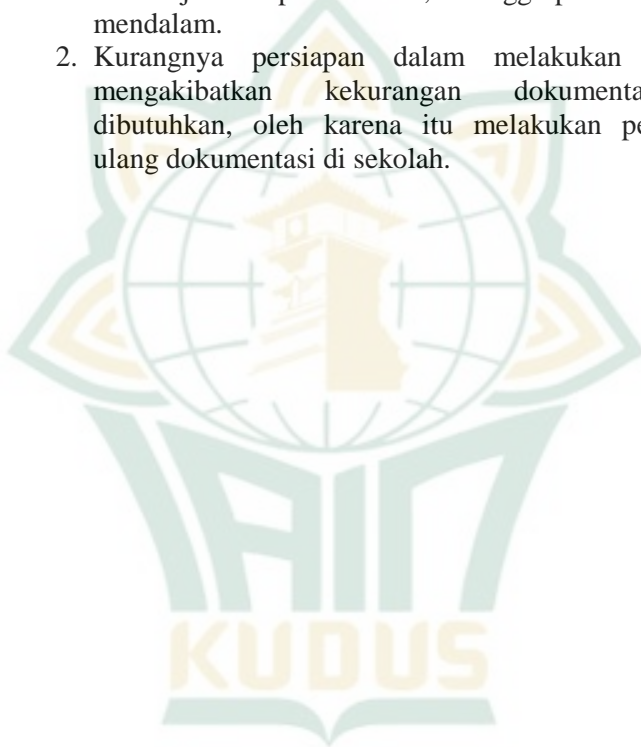 mendalam.
2. Kurangnya persiapan dalam melakukan
mengakibatkan kekurangan dokumenta
dibutuhkan, oleh karena itu melakukan pe
ulang dokumentasi di sekolah.
IAIN
KUDUS